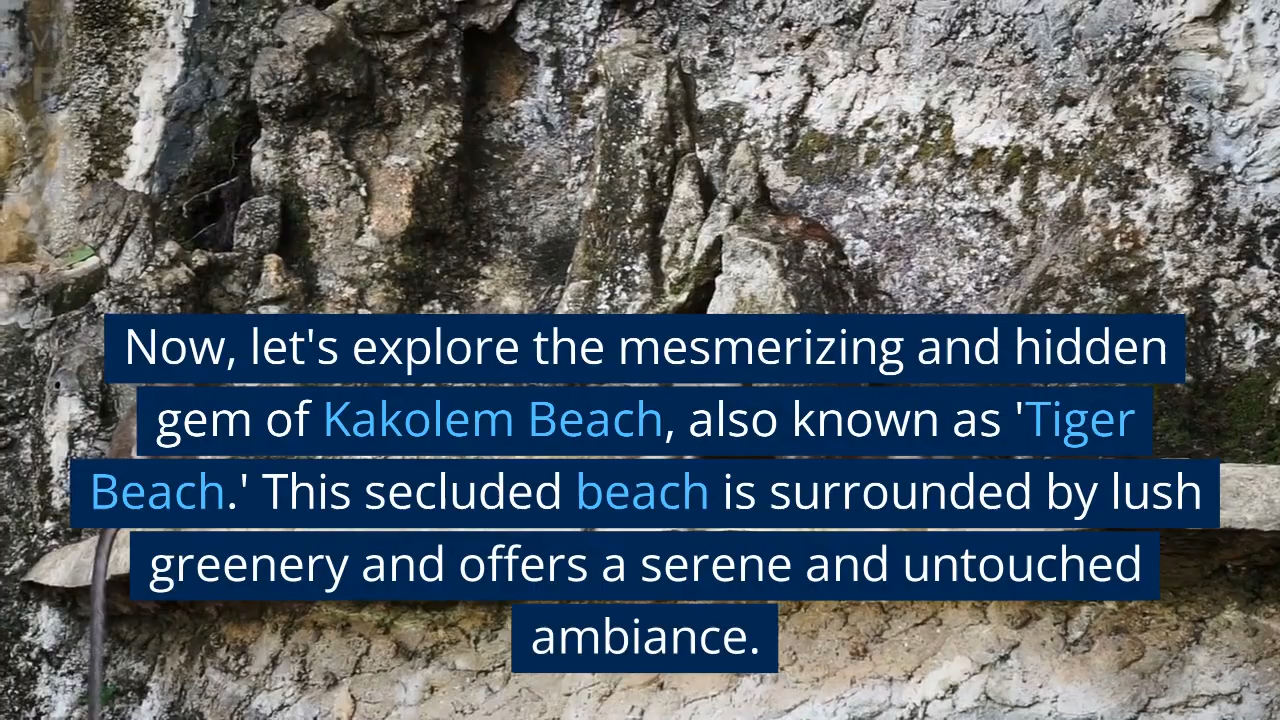 Now, let's explore the mesmerizing and hidden
gem of Kakolem Beach, also known as 'Tiger
Beach.' This secluded beach is surrounded by lush
greenery and offers a serene and untouched
ambiance.